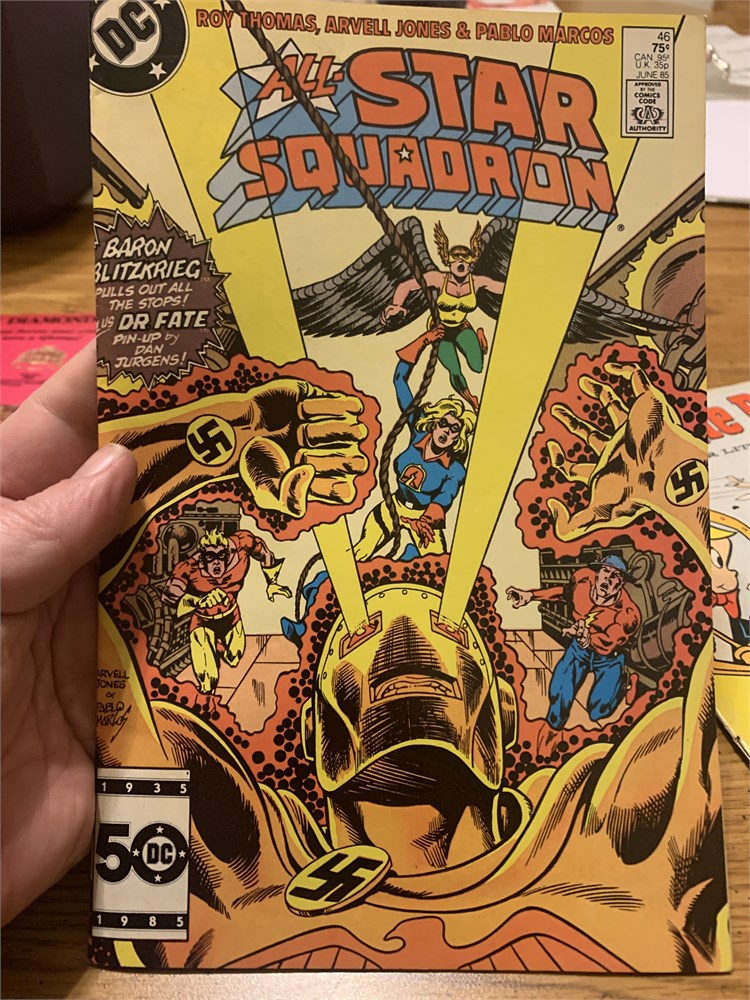 DC
ROY THOMAS, ARVELL JONES & PABLO MARCOS
46
75¢
CAN. 95¢
U.K. 35p
JUNE 85
APPROVED
BY THE
COMICS
CODE
CA
AUTHORITY
ALL-STAR
SQUADRON
®
BARON
BLITZKRIEG™
PULLS OUT ALL
THE STOPS!
PLUS DR FATE
PIN-UP by
DAN
JURGENS!
DIAMOND
ARVELL
JONES
&
PABLO
MARCOS
1935
50 DC
1985